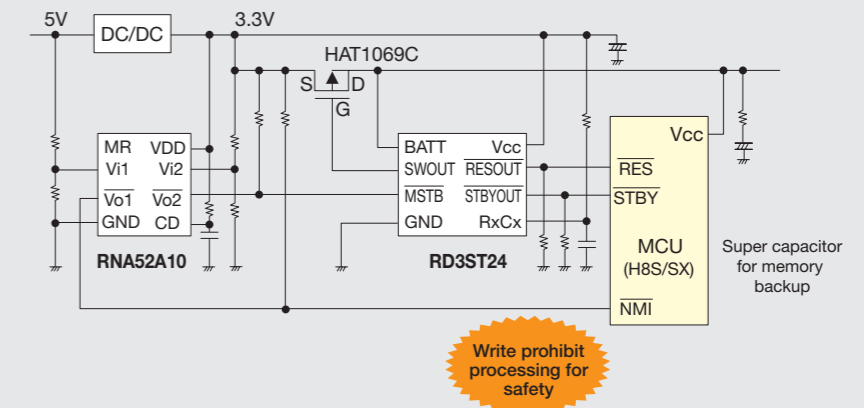 5V
DC/DC
3.3V
HAT1069C
S
D
G
MR
VDD
Vi1
Vi2
Vo1
Vo2
GND
CD
RNA52A10
BATT
Vcc
SWOUT
RESOUT
MSTB
STBYOUT
GND
RxCx
RD3ST24
Vcc
RES
STBY
MCU
(H8S/SX)
NMI
Super capacitor
for memory
backup
Write prohibit
processing for
safety